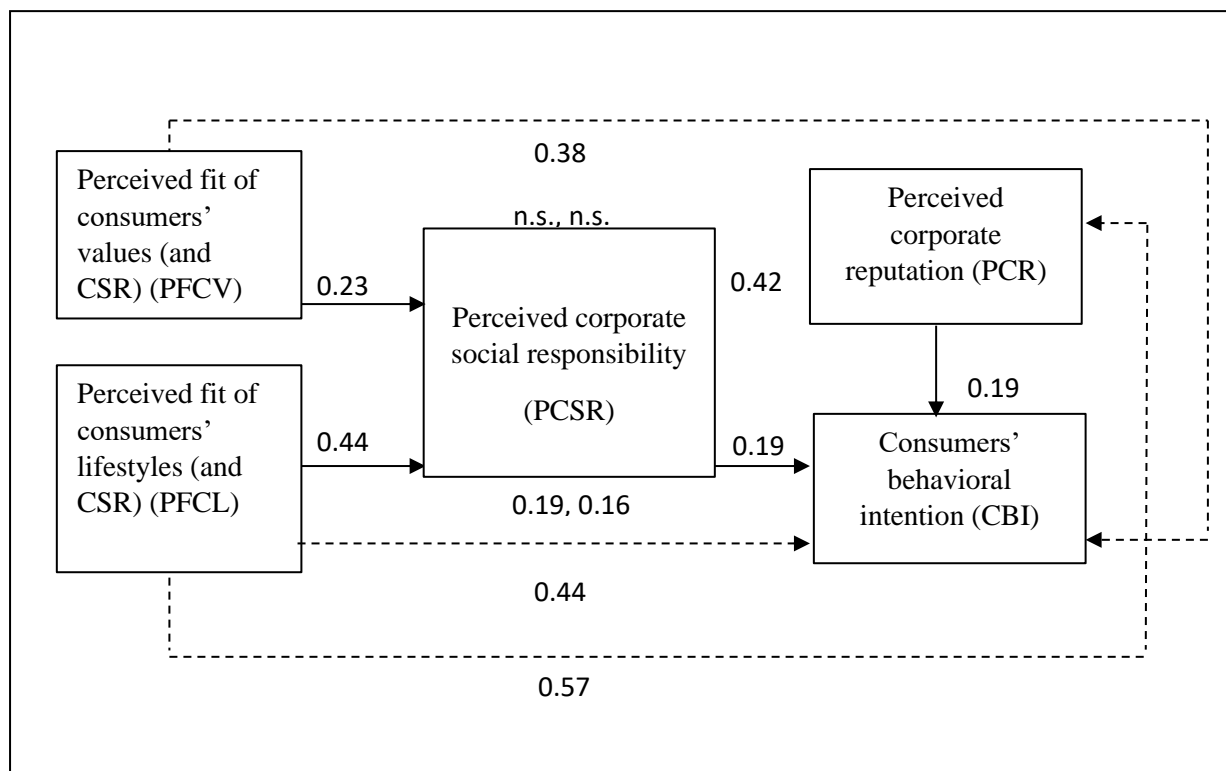 0.38
Perceived fit of
consumers’
values (and
CSR) (PFCV)
0.23
n.s., n.s.
Perceived corporate
social responsibility
(PCSR)
0.42
Perceived
corporate
reputation (PCR)
0.19
Perceived fit of
consumers’
lifestyles (and
CSR) (PFCL)
0.44
0.19
Consumers’
behavioral
intention (CBI)
0.19, 0.16
0.44
0.57